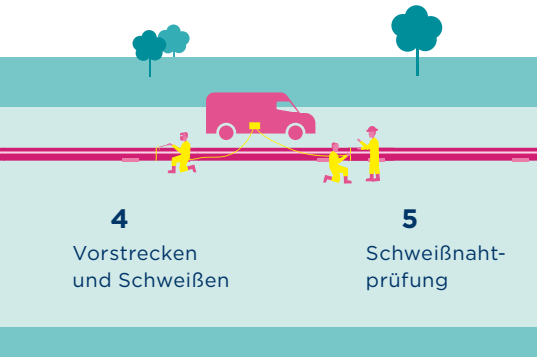 4
Vorstrecken
und Schweißen
5
Schweißnaht-
prüfung